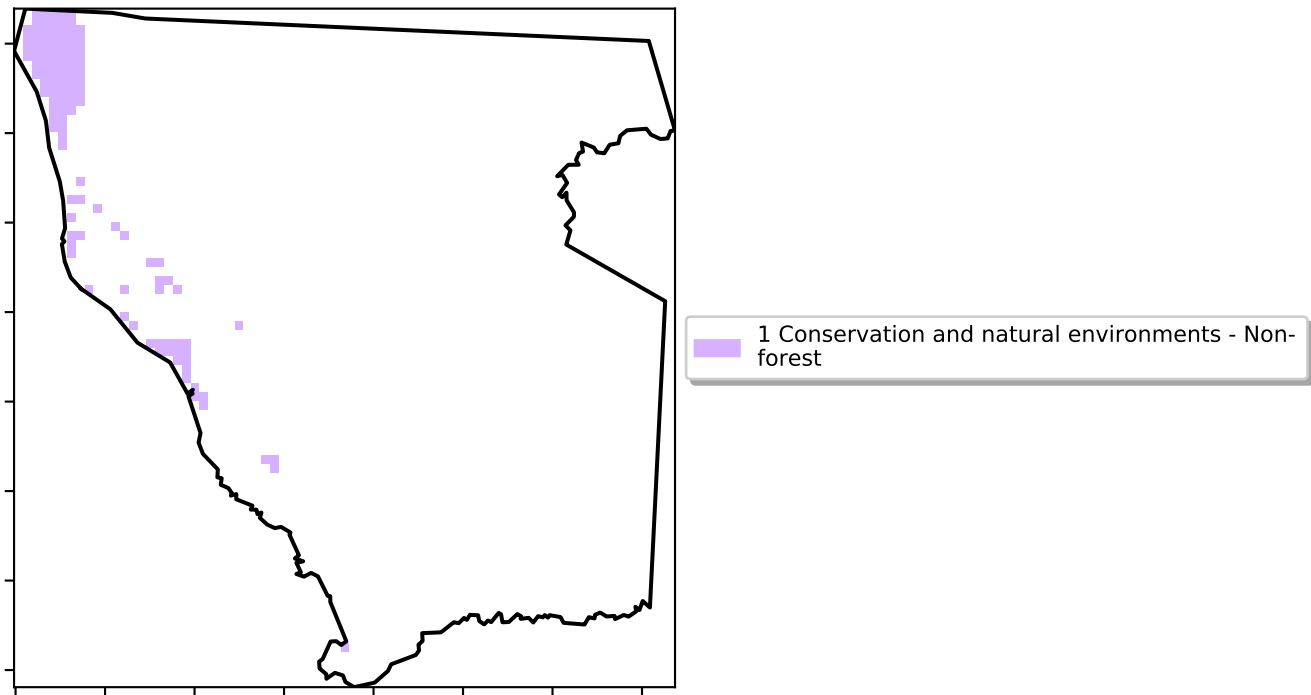 1 Conservation and natural environments - Non-
forest